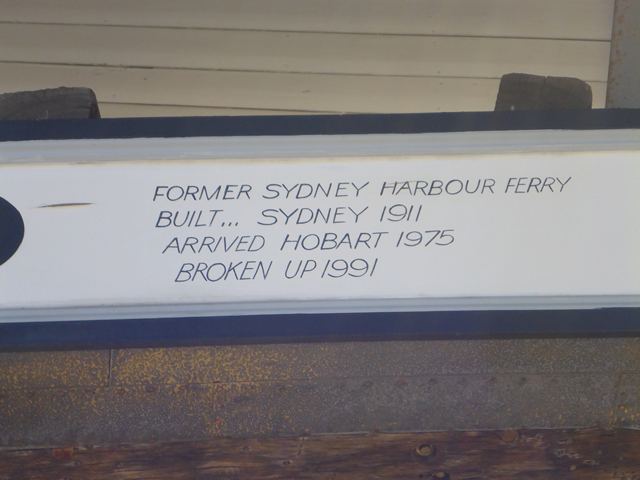 FORMER SYDNEY HARBOUR FERRY
BUILT... SYDNEY 1911
ARRIVED HOBART 1975
BROKEN UP 1991